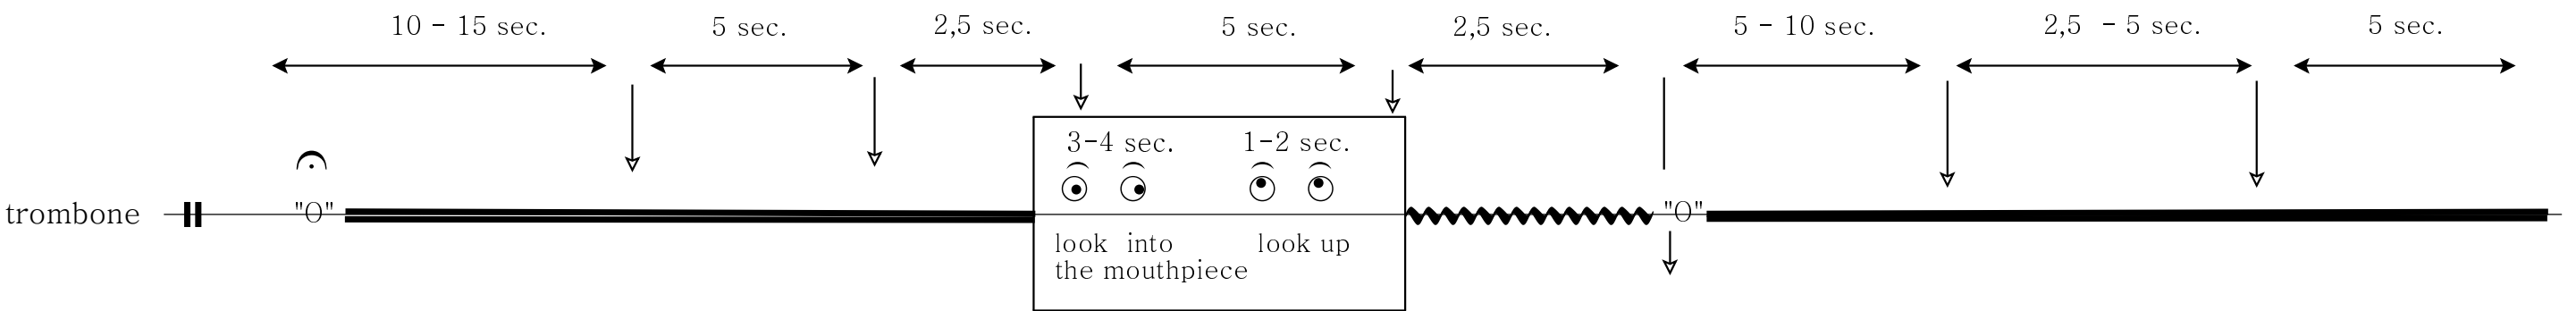 10 - 15 sec. 5 sec. 2,5 sec. 5 sec. 2,5 sec. 5 - 10 sec. 2,5 - 5 sec. 5 sec.
3-4 sec. 1-2 sec.
trombone "O" "O"
look into look up
the mouthpiece